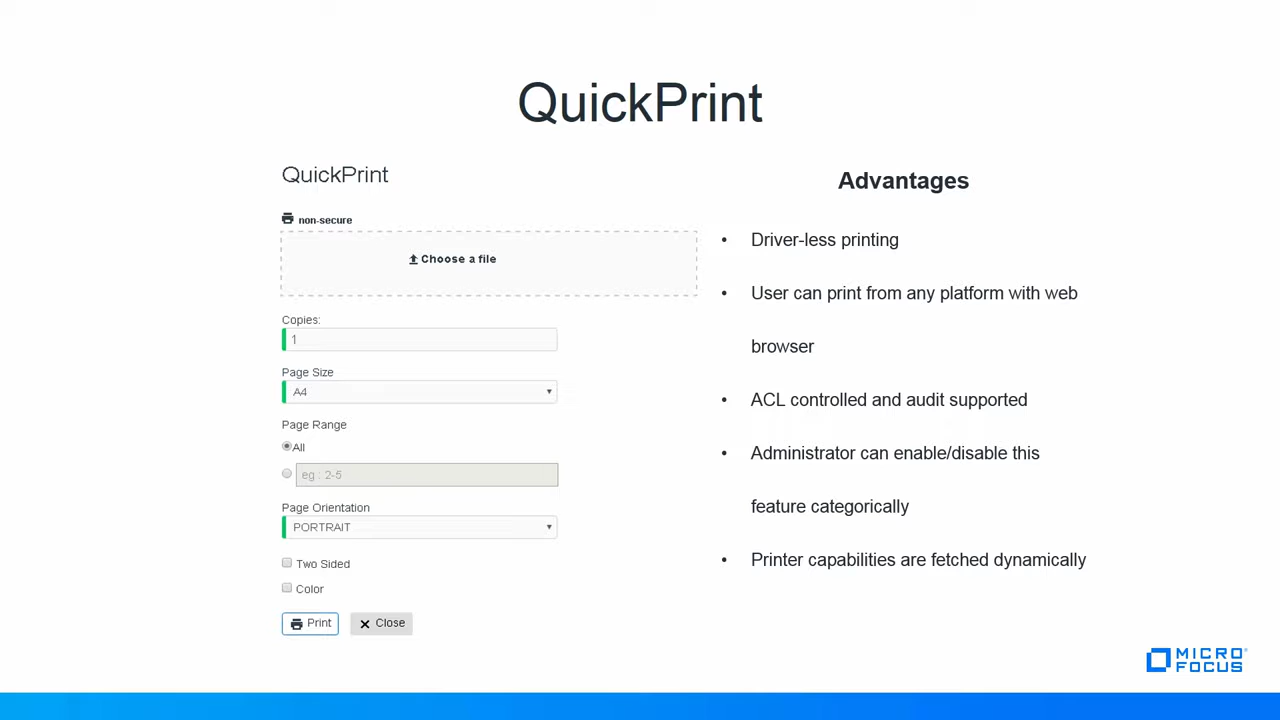 QuickPrint
QuickPrint
non-secure
Choose a file
Copies:
1
Page Size
A4
Page Range
All
eg : 2-5
Page Orientation
PORTRAIT
Two Sided
Color
Print
Close
Advantages
• Driver-less printing
• User can print from any platform with web
browser
• ACL controlled and audit supported
• Administrator can enable/disable this
feature categorically
• Printer capabilities are fetched dynamically
MICRO
FOCUS